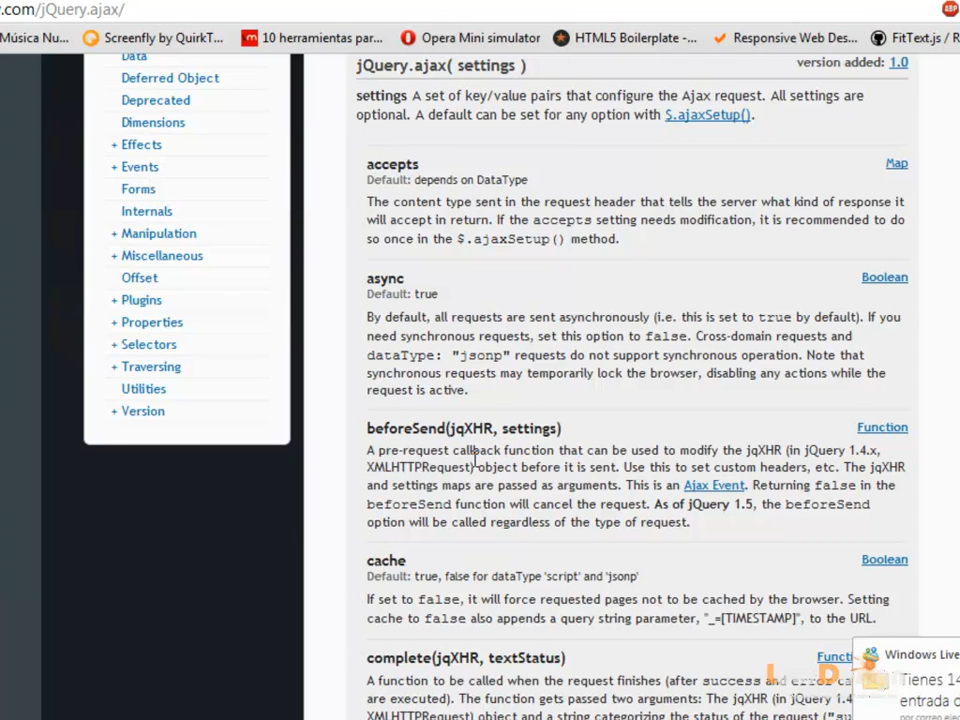 .com/jQuery.ajax/
Música Nu...
Screenfly by QuirkT...
10 herramientas par...
Opera Mini simulator
HTML5 Boilerplate -...
Responsive Web Des...
FitText.js / R
ABP
Data
Deferred Object
Deprecated
Dimensions
+ Effects
+ Events
Forms
Internals
+ Manipulation
+ Miscellaneous
Offset
+ Plugins
+ Properties
+ Selectors
+ Traversing
Utilities
+ Version
jQuery.ajax( settings )
version added: 1.0
settings A set of key/value pairs that configure the Ajax request. All settings are
optional. A default can be set for any option with $.ajaxSetup().
accepts
Map
Default: depends on DataType
The content type sent in the request header that tells the server what kind of response it
will accept in return. If the accepts setting needs modification, it is recommended to do
so once in the $.ajaxSetup() method.
async
Boolean
Default: true
By default, all requests are sent asynchronously (i.e. this is set to true by default). If you
need synchronous requests, set this option to false. Cross-domain requests and
dataType: "jsonp" requests do not support synchronous operation. Note that
synchronous requests may temporarily lock the browser, disabling any actions while the
request is active.
beforeSend(jqXHR, settings)
Function
A pre-request callback function that can be used to modify the jqXHR (in jQuery 1.4.x,
XMLHTTPRequest) object before it is sent. Use this to set custom headers, etc. The jqXHR
and settings maps are passed as arguments. This is an Ajax Event. Returning false in the
beforeSend function will cancel the request. As of jQuery 1.5, the beforeSend
option will be called regardless of the type of request.
cache
Boolean
Default: true, false for dataType 'script' and 'jsonp'
If set to false, it will force requested pages not to be cached by the browser. Setting
cache to false also appends a query string parameter, "_=[TIMESTAMP]", to the URL.
complete(jqXHR, textStatus)
Functi
A function to be called when the request finishes (after success and error ca
are executed). The function gets passed two arguments: The jqXHR (in jQuery 1.4.x,
XMLHTTPRequest) object and a string categorizing the status of the request ("su
Windows Live
Tienes 14
entrada d